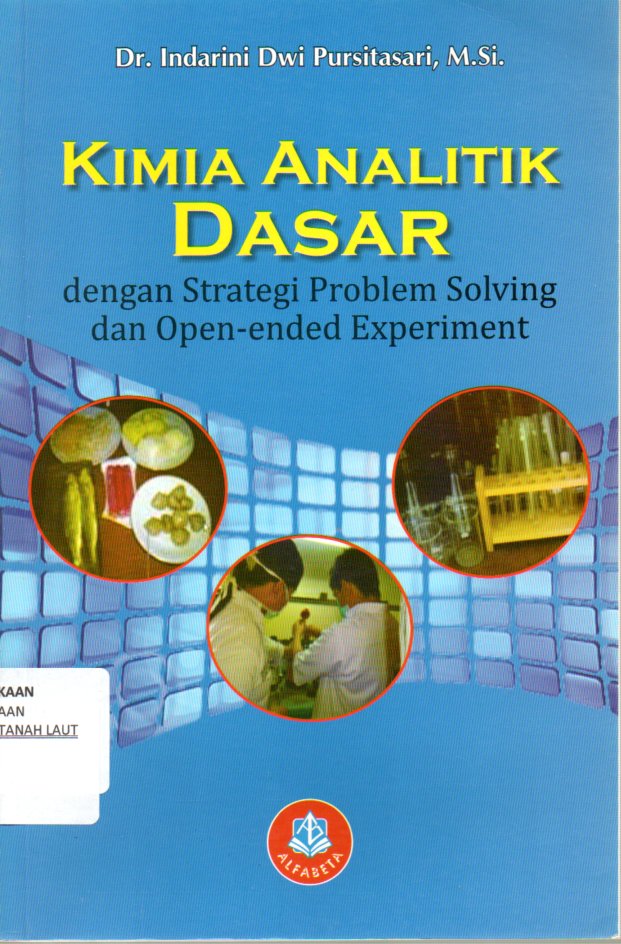 Dr. Indarini Dwi Pursitasari, M.Si.
KIMIA ANALITIK
DASAR
dengan Strategi Problem Solving
dan Open-ended Experiment
KAAN
AAN
TANAH LAUT
ALFABETA